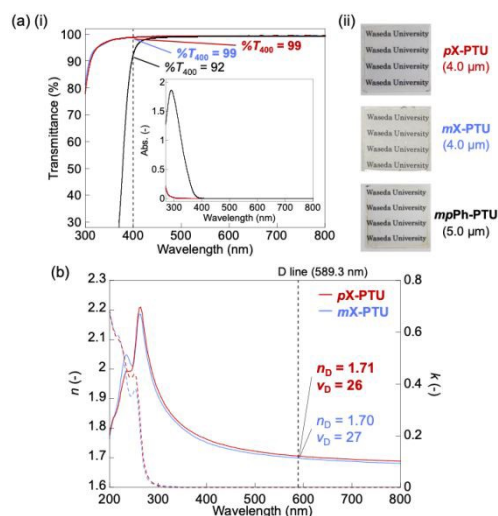 (a) (i)
100
90
80
70
60
50
40
30
Transmittance (%)
%T400 = 99
%T400 = 99
%T400 = 92
2
1.5
1
0.5
0
Abs. (-)
300 400 500 600 700 800
Wavelength (nm)
300 400 500 600 700 800
Wavelength (nm)
(ii)
Waseda University
Waseda University
Waseda University
Waseda University
pX-PTU
(4.0 μm)
Waseda University
Waseda University
Waseda University
Waseda University
mX-PTU
(4.0 μm)
Waseda University
Waseda University
Waseda University
Waseda University
mpPh-PTU
(5.0 μm)
(b)
D line (589.3 nm)
2.3
2.2
2.1
2
1.9
1.8
1.7
1.6
n (-)
pX-PTU
mX-PTU
nD = 1.71
νD = 26
nD = 1.70
νD = 27
0.8
0.6
0.4
0.2
0
k (-)
200 300 400 500 600 700 800
Wavelength (nm)